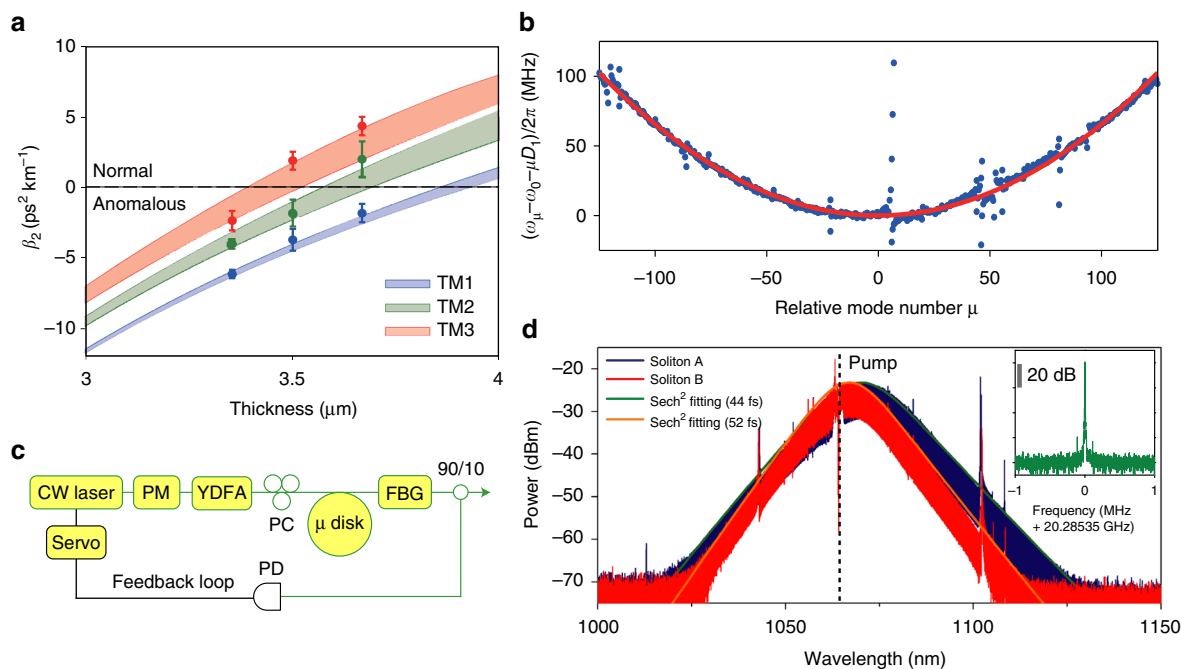 a
10
5
0
−5
−10
β2 (ps² km⁻¹)
Normal
Anomalous
TM1
TM2
TM3
3
3.5
4
Thickness (μm)
b
(ωμ−ω0−μD1)/2π (MHz)
100
50
0
−100
−50
0
50
100
Relative mode number μ
c
90/10
CW laser
PM
YDFA
PC
μ disk
FBG
Servo
Feedback loop
PD
d
Soliton A
Soliton B
Sech² fitting (44 fs)
Sech² fitting (52 fs)
Pump
20 dB
−1
0
1
Frequency (MHz
+ 20.28535 GHz)
−20
−30
−40
−50
−60
−70
Power (dBm)
1000
1050
1100
1150
Wavelength (nm)